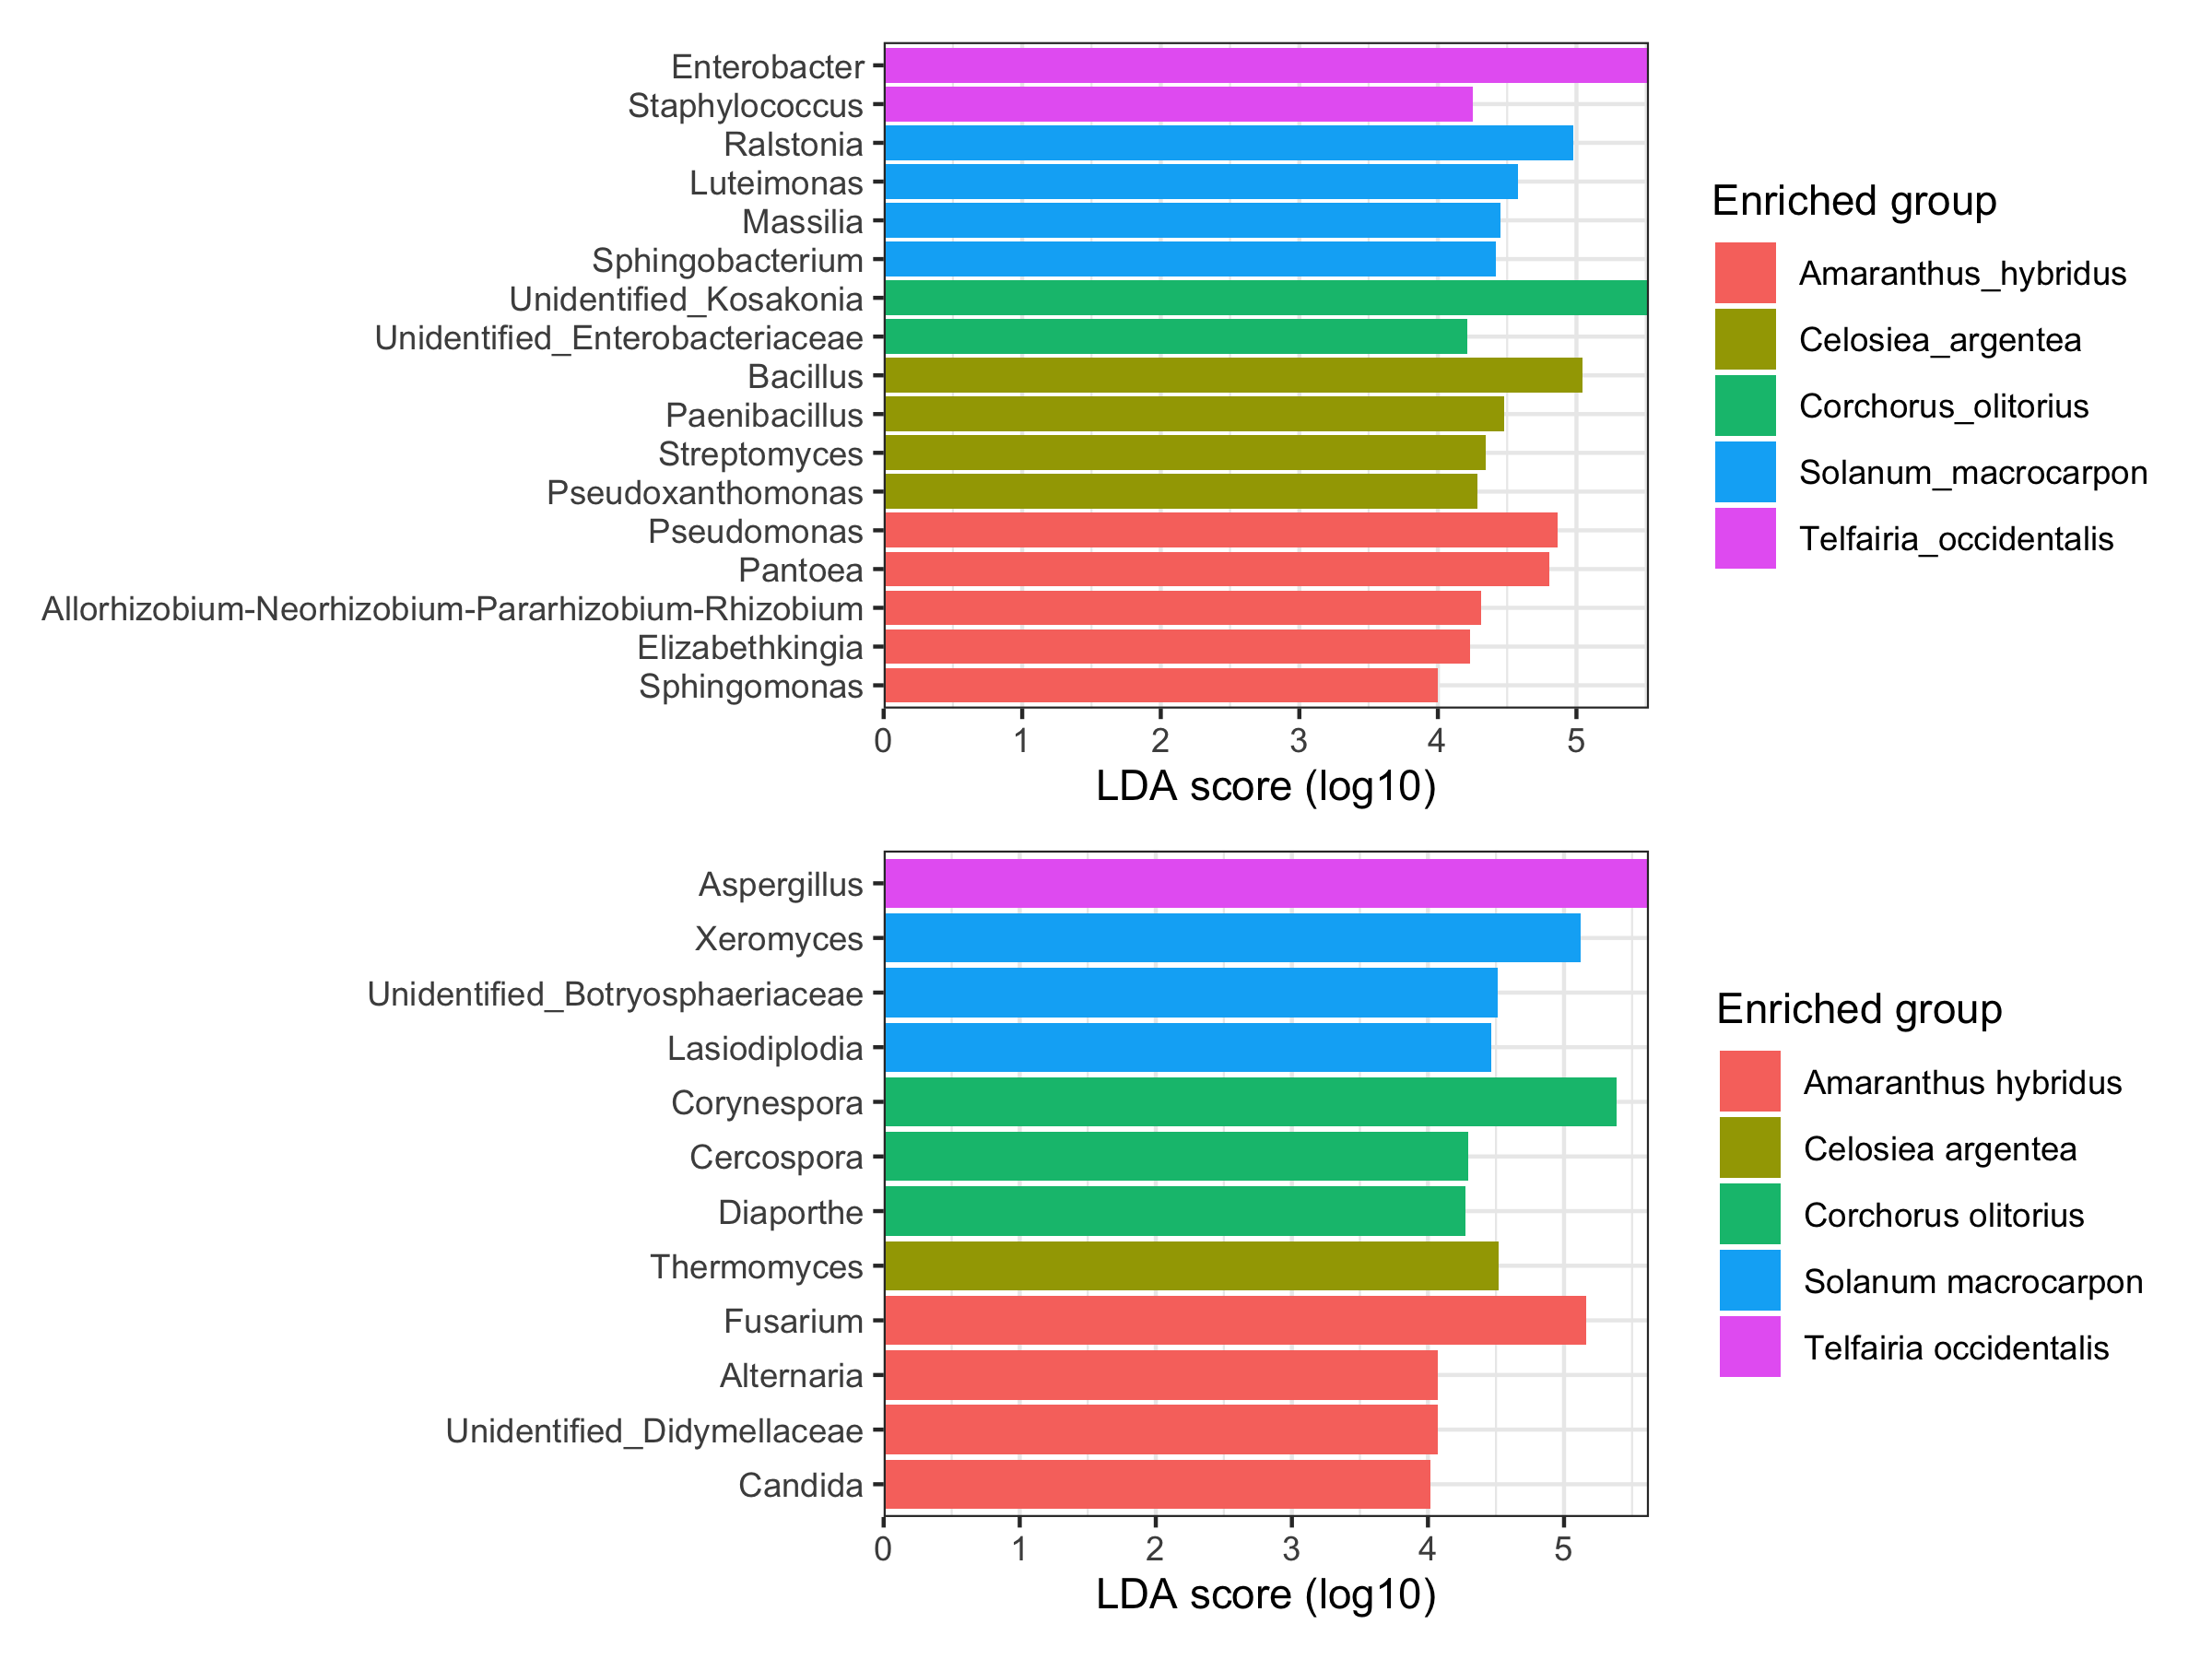 Enterobacter
Staphylococcus
Ralstonia
Luteimonas
Massilia
Sphingobacterium
Unidentified_Kosakonia
Unidentified_Enterobacteriaceae
Bacillus
Paenibacillus
Streptomyces
Pseudoxanthomonas
Pseudomonas
Pantoea
Allorhizobium-Neorhizobium-Pararhizobium-Rhizobium
Elizabethkingia
Sphingomonas
0 1 2 3 4 5
LDA score (log10)
Enriched group
Amaranthus_hybridus
Celosiea_argentea
Corchorus_olitorius
Solanum_macrocarpon
Telfairia_occidentalis
Aspergillus
Xeromyces
Unidentified_Botryosphaeriaceae
Lasiodiplodia
Corynespora
Cercospora
Diaporthe
Thermomyces
Fusarium
Alternaria
Unidentified_Didymellaceae
Candida
0 1 2 3 4 5
LDA score (log10)
Enriched group
Amaranthus hybridus
Celosiea argentea
Corchorus olitorius
Solanum macrocarpon
Telfairia occidentalis